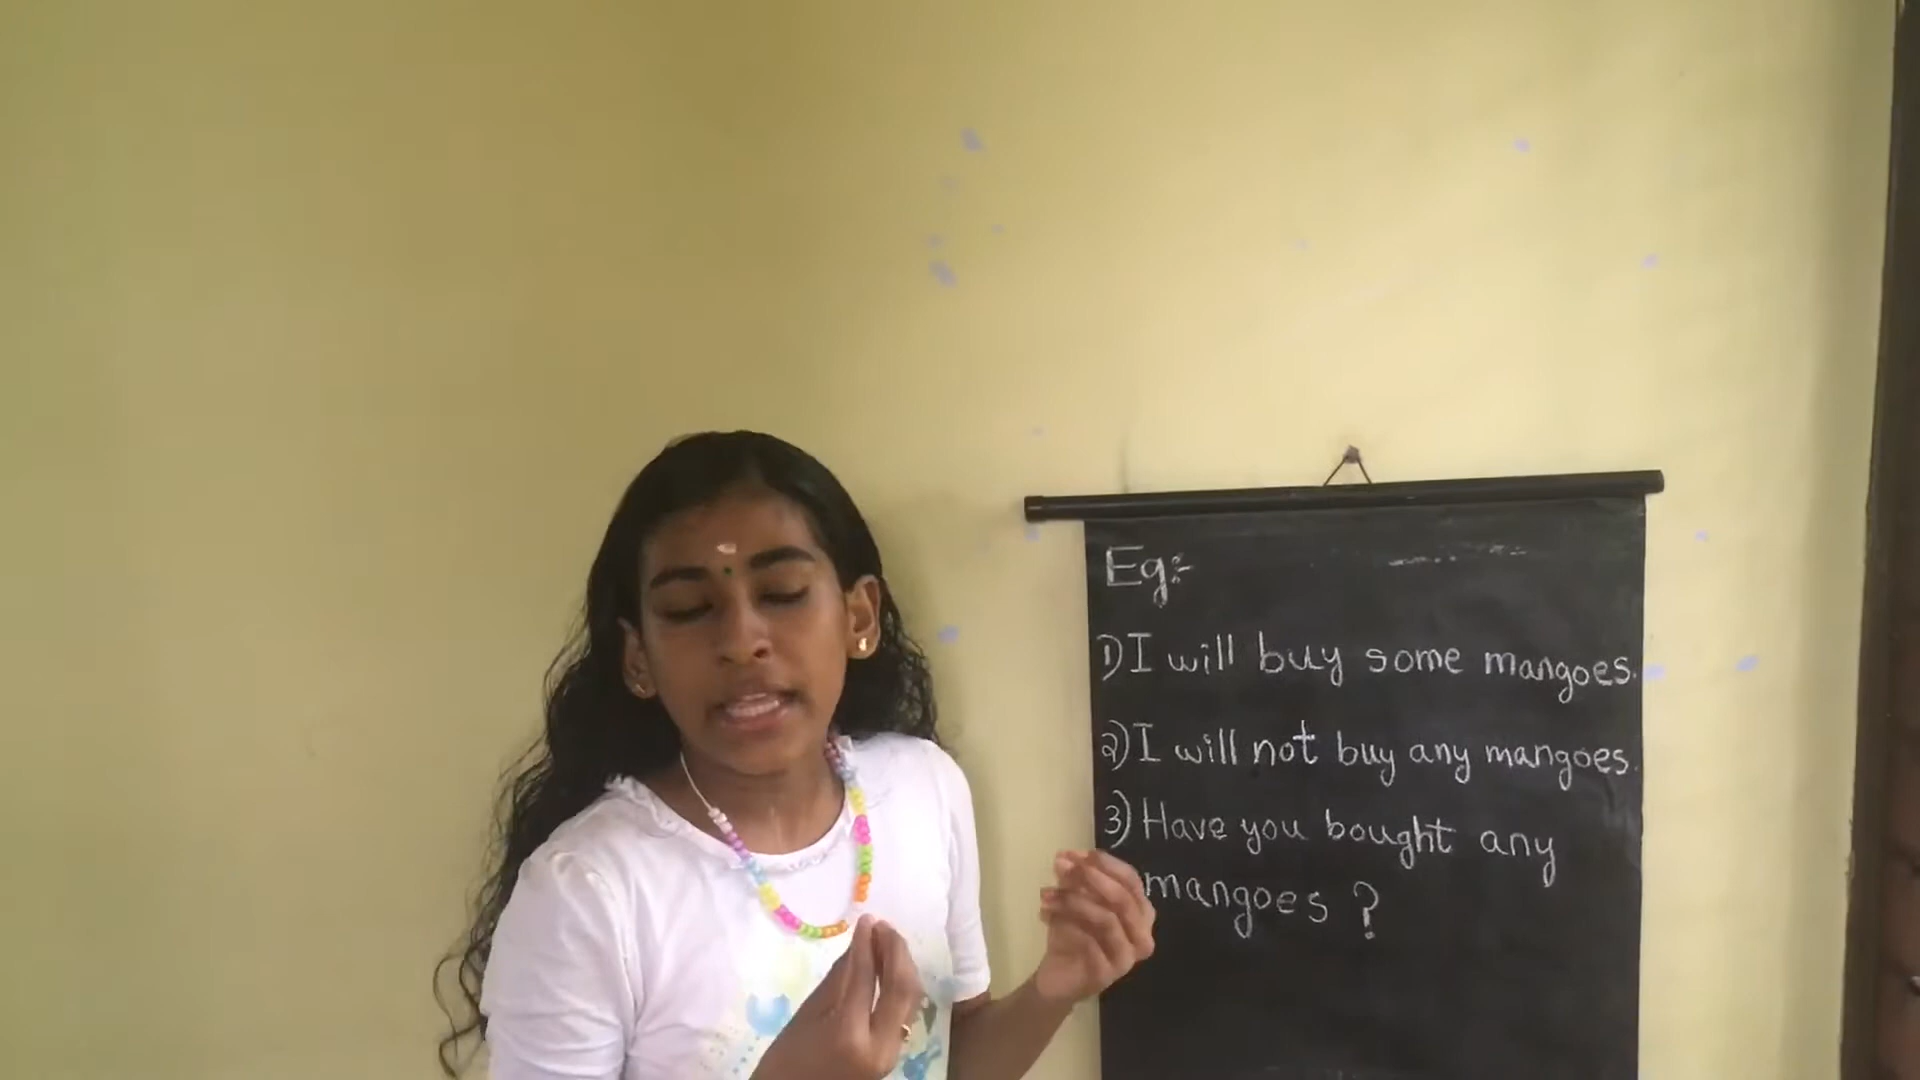 Eg:-
1) I will buy some mangoes.
2) I will not buy any mangoes.
3) Have you bought any
mangoes ?